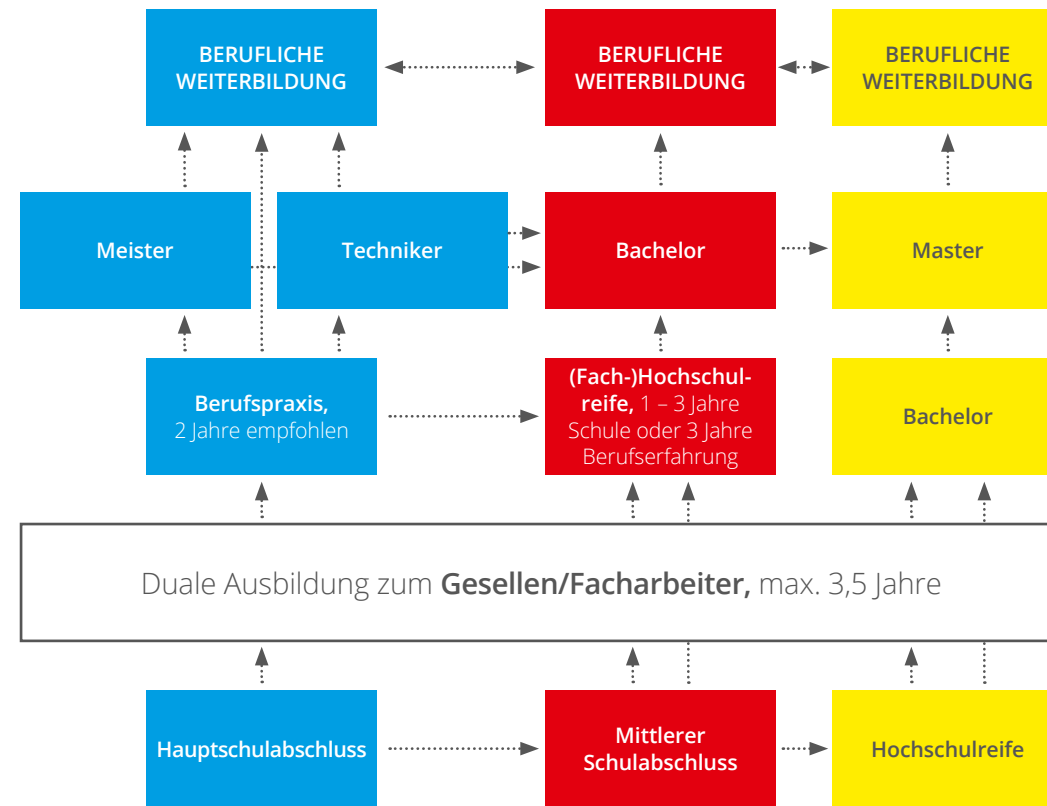 BERUFLICHE
WEITERBILDUNG
BERUFLICHE
WEITERBILDUNG
BERUFLICHE
WEITERBILDUNG
Meister
Techniker
Bachelor
Master
Berufspraxis,
2 Jahre empfohlen
(Fach-)Hochschul-
reife, 1 – 3 Jahre
Schule oder 3 Jahre
Berufserfahrung
Bachelor
Duale Ausbildung zum Gesellen/Facharbeiter, max. 3,5 Jahre
Hauptschulabschluss
Mittlerer
Schulabschluss
Hochschulreife